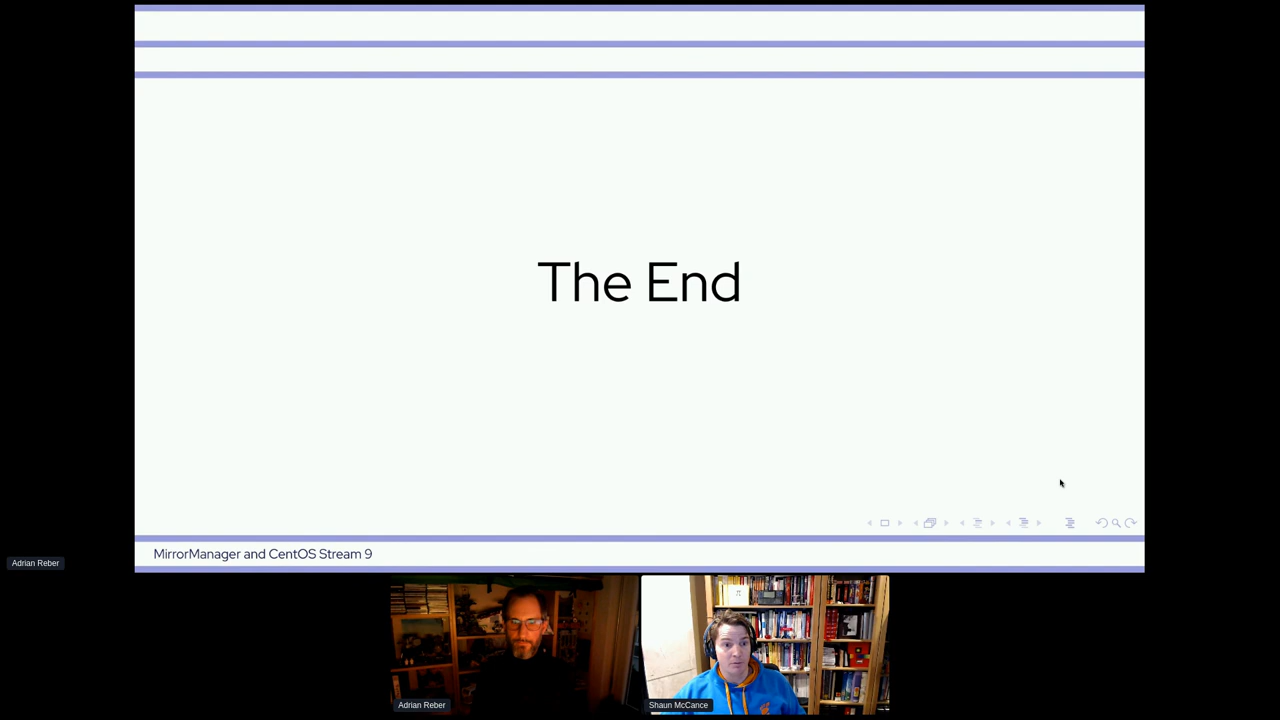 The End
MirrorManager and CentOS Stream 9
Adrian Reber
Adrian Reber
Shaun McCance